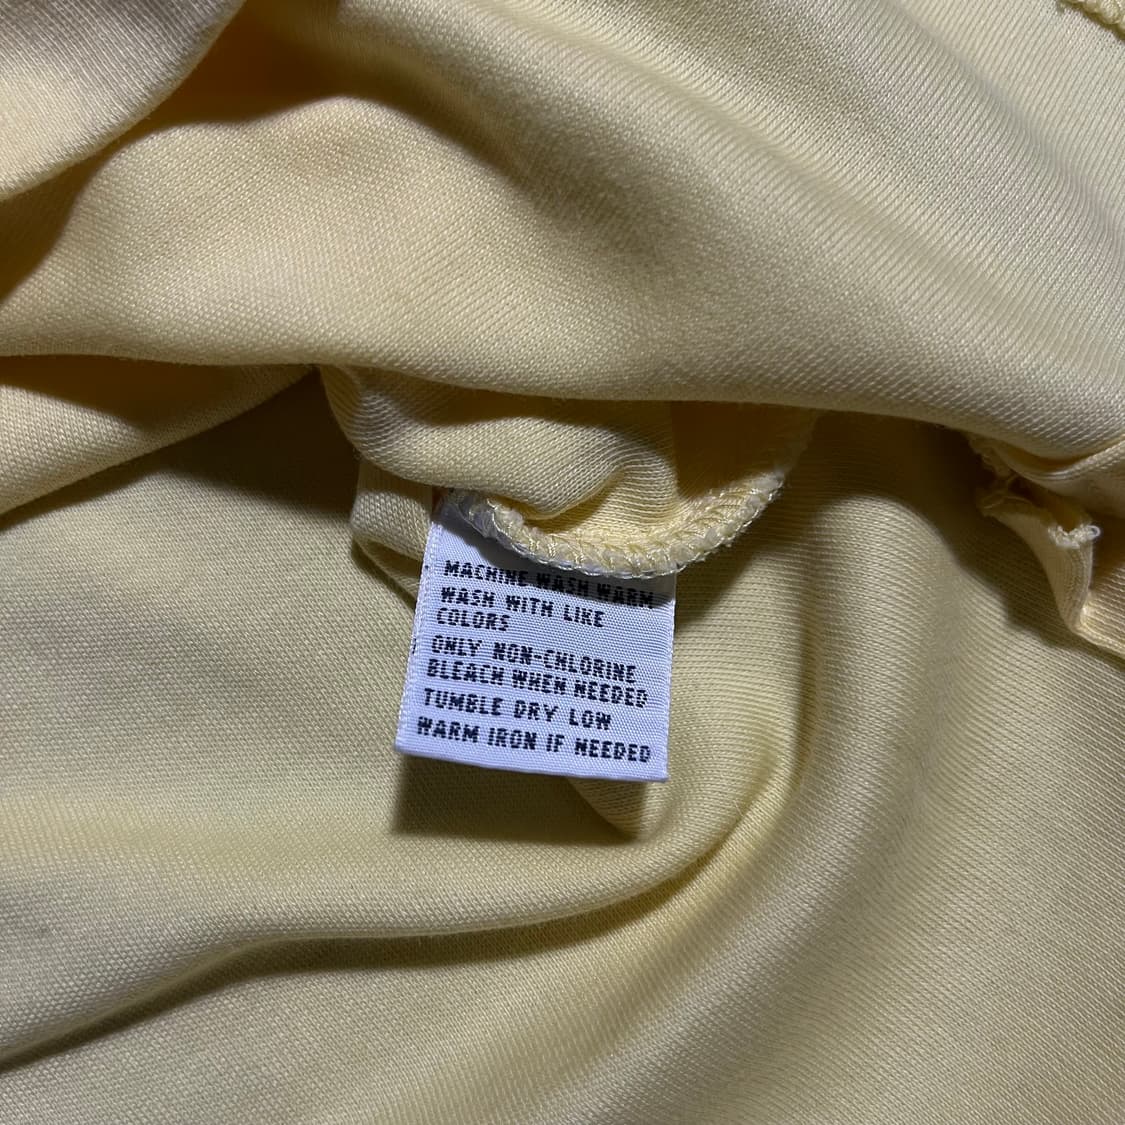 MACHINE WASH WARM
WASH WITH LIKE
COLORS
ONLY NON-CHLORINE
BLEACH WHEN NEEDED
TUMBLE DRY LOW
WARM IRON IF NEEDED